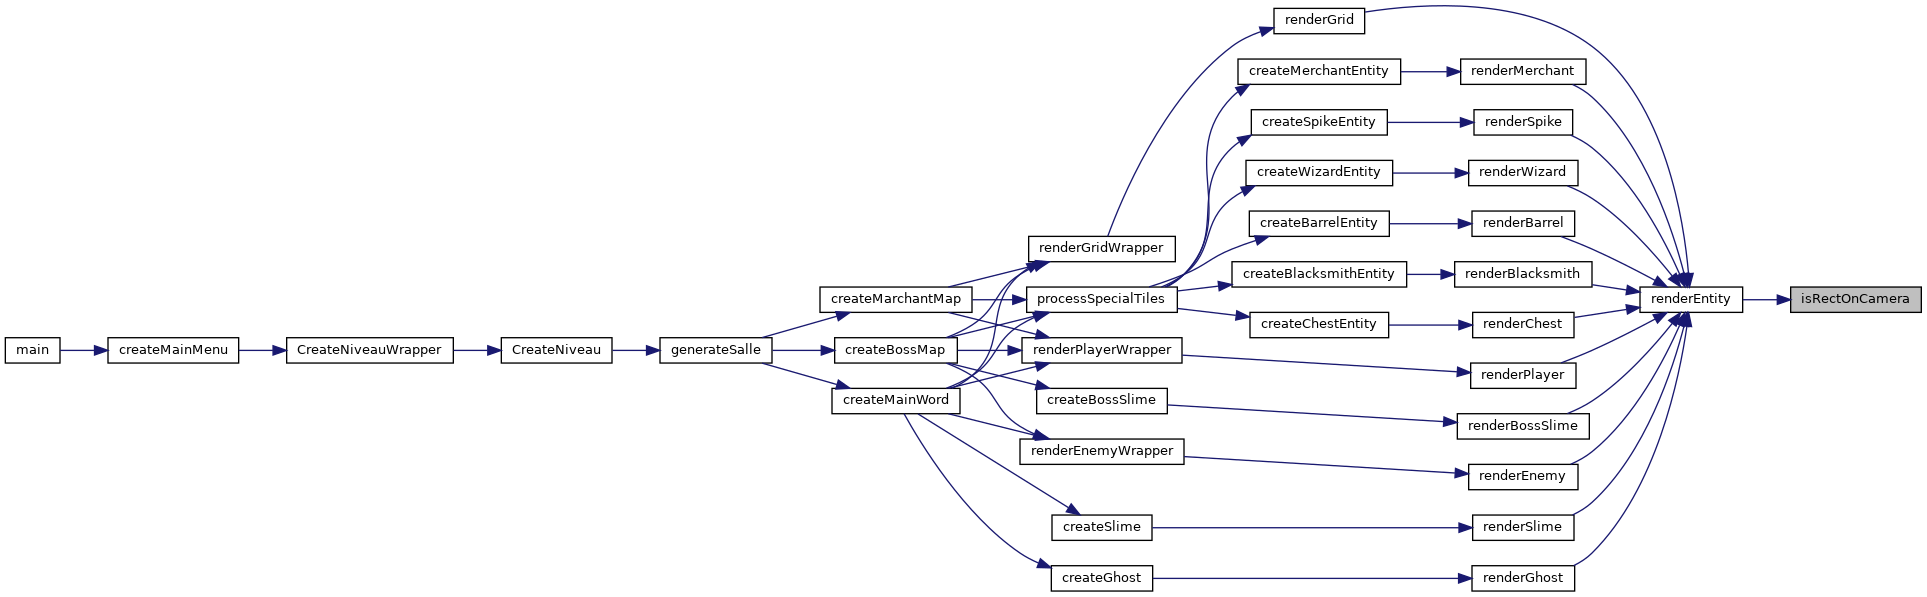 main
createMainMenu
CreateNiveauWrapper
CreateNiveau
generateSalle
createMarchantMap
createBossMap
createMainWord
renderGridWrapper
processSpecialTiles
renderPlayerWrapper
createBossSlime
renderEnemyWrapper
createSlime
createGhost
renderGrid
createMerchantEntity
createSpikeEntity
createWizardEntity
createBarrelEntity
createBlacksmithEntity
createChestEntity
renderMerchant
renderSpike
renderWizard
renderBarrel
renderBlacksmith
renderChest
renderPlayer
renderBossSlime
renderEnemy
renderSlime
renderGhost
renderEntity
isRectOnCamera